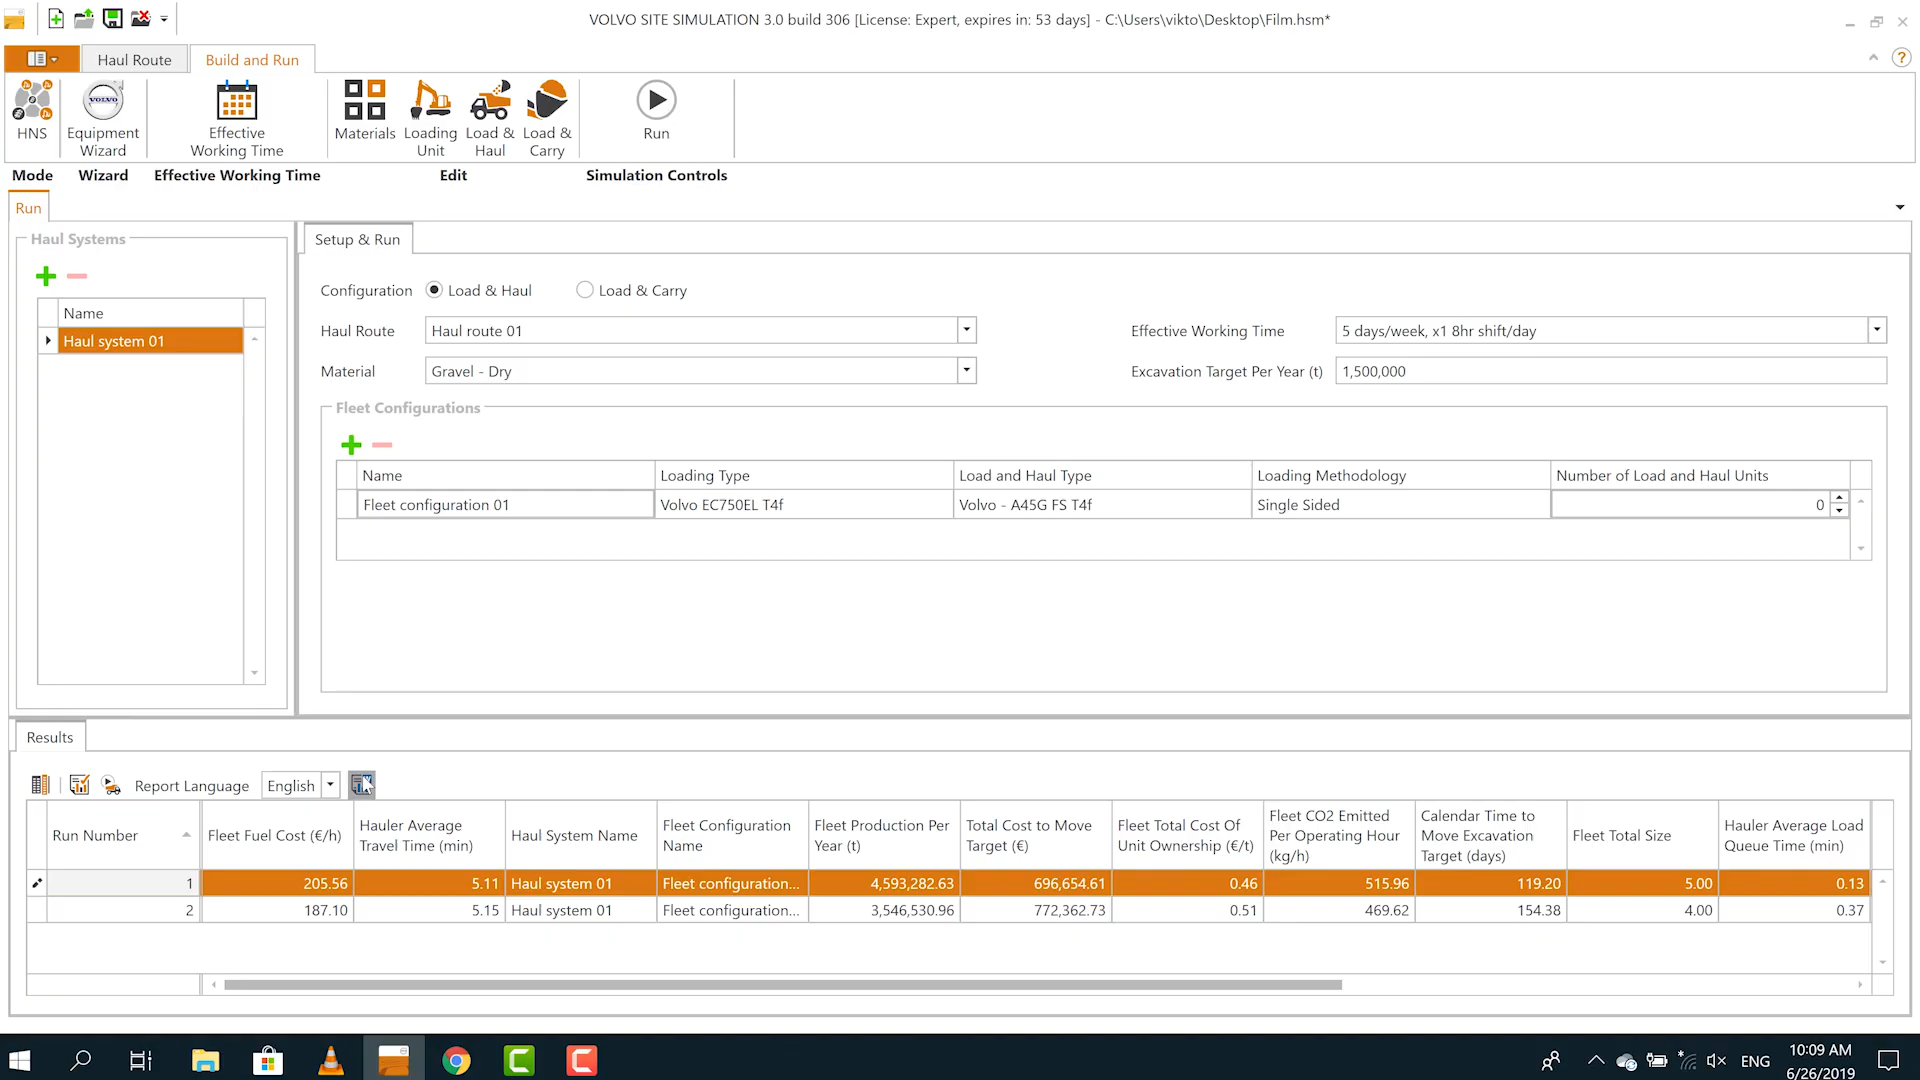 VOLVO SITE SIMULATION 3.0 build 306 [License: Expert, expires in: 53 days] - C:\Users\vikto\Desktop\Film.hsm*
Haul Route
Build and Run
HNS
Equipment
Wizard
VOLVO
Effective
Working Time
Materials
Loading
Unit
Load &
Haul
Load &
Carry
Run
Mode
Wizard
Effective Working Time
Edit
Simulation Controls
Run
Haul Systems
Name
Haul system 01
Setup & Run
Configuration
Load & Haul
Load & Carry
Haul Route
Haul route 01
Effective Working Time
5 days/week, x1 8hr shift/day
Material
Gravel - Dry
Excavation Target Per Year (t)
1,500,000
Fleet Configurations
Name
Loading Type
Load and Haul Type
Loading Methodology
Number of Load and Haul Units
Fleet configuration 01
Volvo EC750EL T4f
Volvo - A45G FS T4f
Single Sided
0
Results
Report Language
English
Run Number
Fleet Fuel Cost (€/h)
Hauler Average
Travel Time (min)
Haul System Name
Fleet Configuration
Name
Fleet Production Per
Year (t)
Total Cost to Move
Target (€)
Fleet Total Cost Of
Unit Ownership (€/t)
Fleet CO2 Emitted
Per Operating Hour
(kg/h)
Calendar Time to
Move Excavation
Target (days)
Fleet Total Size
Hauler Average Load
Queue Time (min)
1 205.56 5.11 Haul system 01 Fleet configuration... 4,593,282.63 696,654.61 0.46 515.96 119.20 5.00 0.13
2 187.10 5.15 Haul system 01 Fleet configuration... 3,546,530.96 772,362.73 0.51 469.62 154.38 4.00 0.37
ENG
10:09 AM
6/26/2019